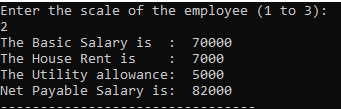 Enter the scale of the employee (1 to 3):
2
The Basic Salary is  :  70000
The House Rent is    :  7000
The Utility allowance:  5000
Net Payable Salary is:  82000
--------------------------------